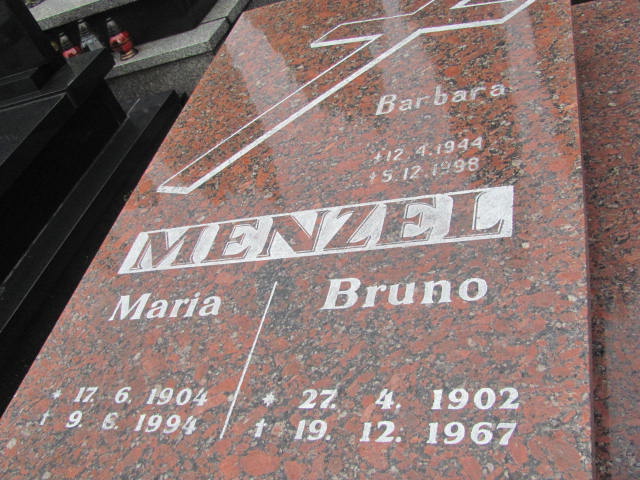 Barbara
* 12.4.1944
+ 5.12.1998
MENZEL
Maria
* 17. 6. 1904
† 9. 6. 1994
Bruno
* 27. 4. 1902
† 19. 12. 1967